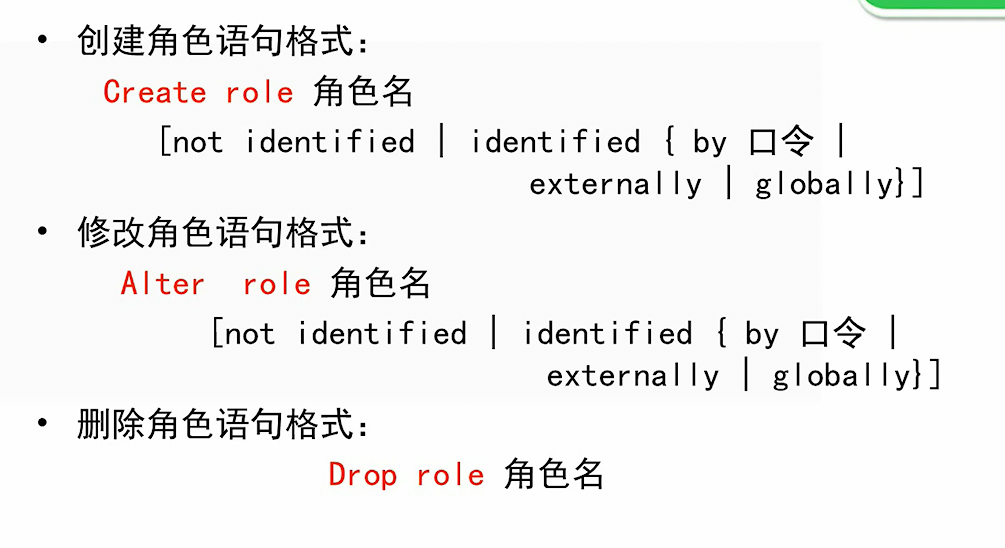 • 创建角色语句格式:
Create role 角色名
[not identified | identified { by 口令 |
externally | globally}]
• 修改角色语句格式:
Alter role 角色名
[not identified | identified { by 口令 |
externally | globally}]
• 删除角色语句格式:
Drop role 角色名